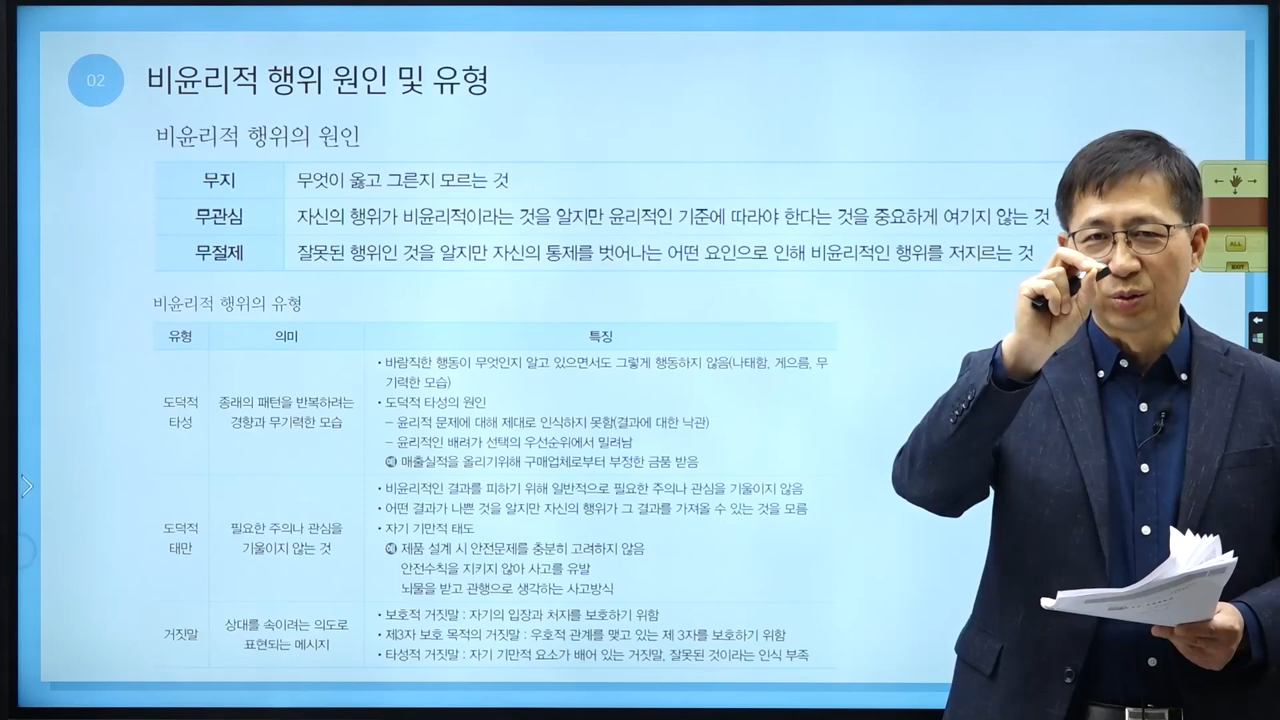 02
비윤리적 행위 원인 및 유형
비윤리적 행위의 원인
무지 무엇이 옳고 그른지 모르는 것
무관심 자신의 행위가 비윤리적이라는 것을 알지만 윤리적인 기준에 따라야 한다는 것을 중요하게 여기지 않는 것
무절제 잘못된 행위인 것을 알지만 자신의 통제를 벗어나는 어떤 요인으로 인해 비윤리적인 행위를 저지르는 것
비윤리적 행위의 유형
유형 의미 특징
도덕적
타성
종래의 패턴을 반복하려는
경향과 무기력한 모습
• 바람직한 행동이 무엇인지 알고 있으면서도 그렇게 행동하지 않음(나태함, 게으름, 무
기력한 모습)
• 도덕적 타성의 원인
– 윤리적 문제에 대해 제대로 인식하지 못함(결과에 대한 낙관)
– 윤리적인 배려가 선택의 우선순위에서 밀려남
예 매출실적을 올리기위해 구매업체로부터 부정한 금품 받음
도덕적
태만
필요한 주의나 관심을
기울이지 않는 것
• 비윤리적인 결과를 피하기 위해 일반적으로 필요한 주의나 관심을 기울이지 않음
• 어떤 결과가 나쁜 것을 알지만 자신의 행위가 그 결과를 가져올 수 있는 것을 모름
• 자기 기만적 태도
예 제품 설계 시 안전문제를 충분히 고려하지 않음
안전수칙을 지키지 않아 사고를 유발
뇌물을 받고 관행으로 생각하는 사고방식
거짓말
상대를 속이려는 의도로
표현되는 메시지
• 보호적 거짓말 : 자기의 입장과 처자를 보호하기 위함
• 제3자 보호 목적의 거짓말 : 우호적 관계를 맺고 있는 제 3자를 보호하기 위함
• 타성적 거짓말 : 자기 기만적 요소가 배어 있는 거짓말, 잘못된 것이라는 인식 부족
ALL
EXIT